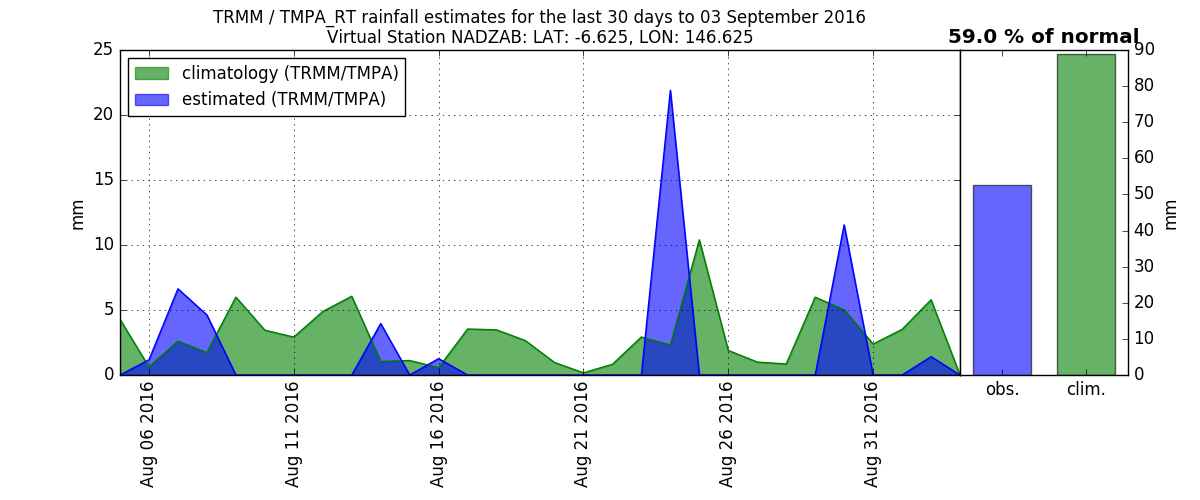 TRMM / TMPA_RT rainfall estimates for the last 30 days to 03 September 2016
Virtual Station NADZAB: LAT: -6.625, LON: 146.625
59.0 % of normal
climatology (TRMM/TMPA)
estimated (TRMM/TMPA)
mm
25
20
15
10
5
0
Aug 06 2016
Aug 11 2016
Aug 16 2016
Aug 21 2016
Aug 26 2016
Aug 31 2016
90
80
70
60
50
40
30
20
10
0
mm
obs.
clim.